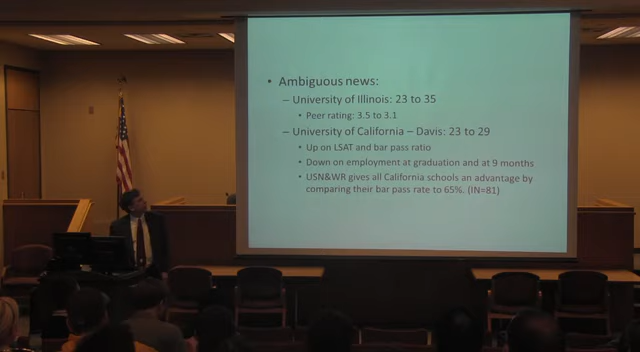 • Ambiguous news:
– University of Illinois: 23 to 35
• Peer rating: 3.5 to 3.1
– University of California – Davis: 23 to 29
• Up on LSAT and bar pass ratio
• Down on employment at graduation and at 9 months
• USN&WR gives all California schools an advantage by
comparing their bar pass rate to 65%. (IN=81)